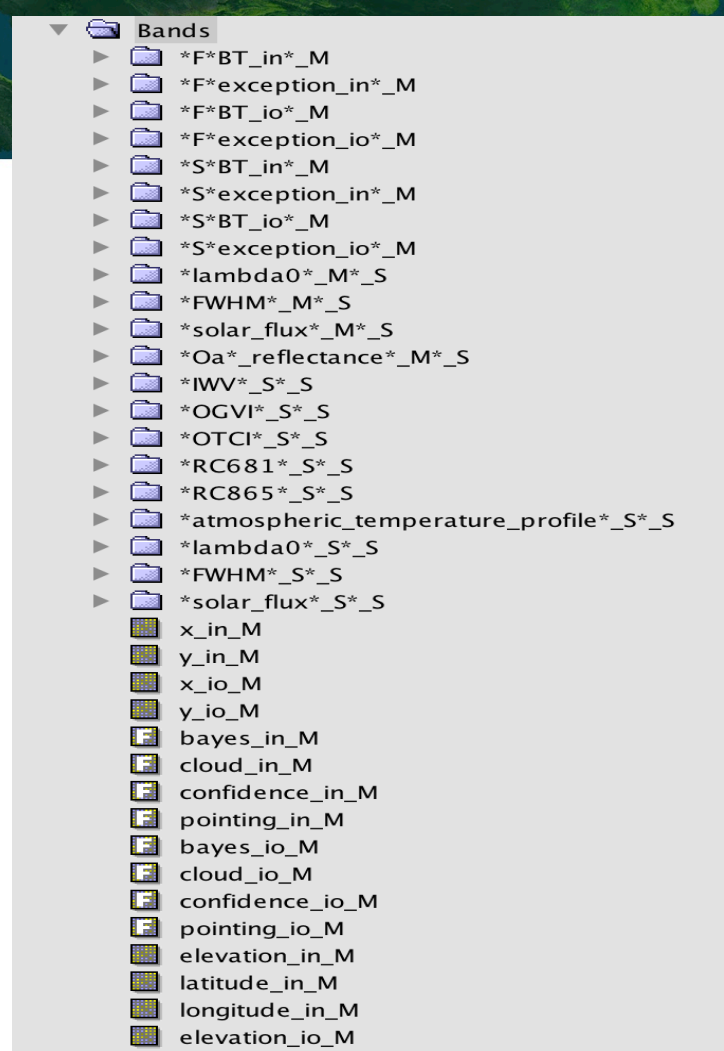 Bands
*F*BT_in*_M
*F*exception_in*_M
*F*BT_io*_M
*F*exception_io*_M
*S*BT_in*_M
*S*exception_in*_M
*S*BT_io*_M
*S*exception_io*_M
*lambda0*_M*_S
*FWHM*_M*_S
*solar_flux*_M*_S
*Oa*_reflectance*_M*_S
*IWV*_S*_S
*OGVI*_S*_S
*OTCI*_S*_S
*RC681*_S*_S
*RC865*_S*_S
*atmospheric_temperature_profile*_S*_S
*lambda0*_S*_S
*FWHM*_S*_S
*solar_flux*_S*_S
x_in_M
y_in_M
x_io_M
y_io_M
bayes_in_M
cloud_in_M
confidence_in_M
pointing_in_M
bayes_io_M
cloud_io_M
confidence_io_M
pointing_io_M
elevation_in_M
latitude_in_M
longitude_in_M
elevation_io_M